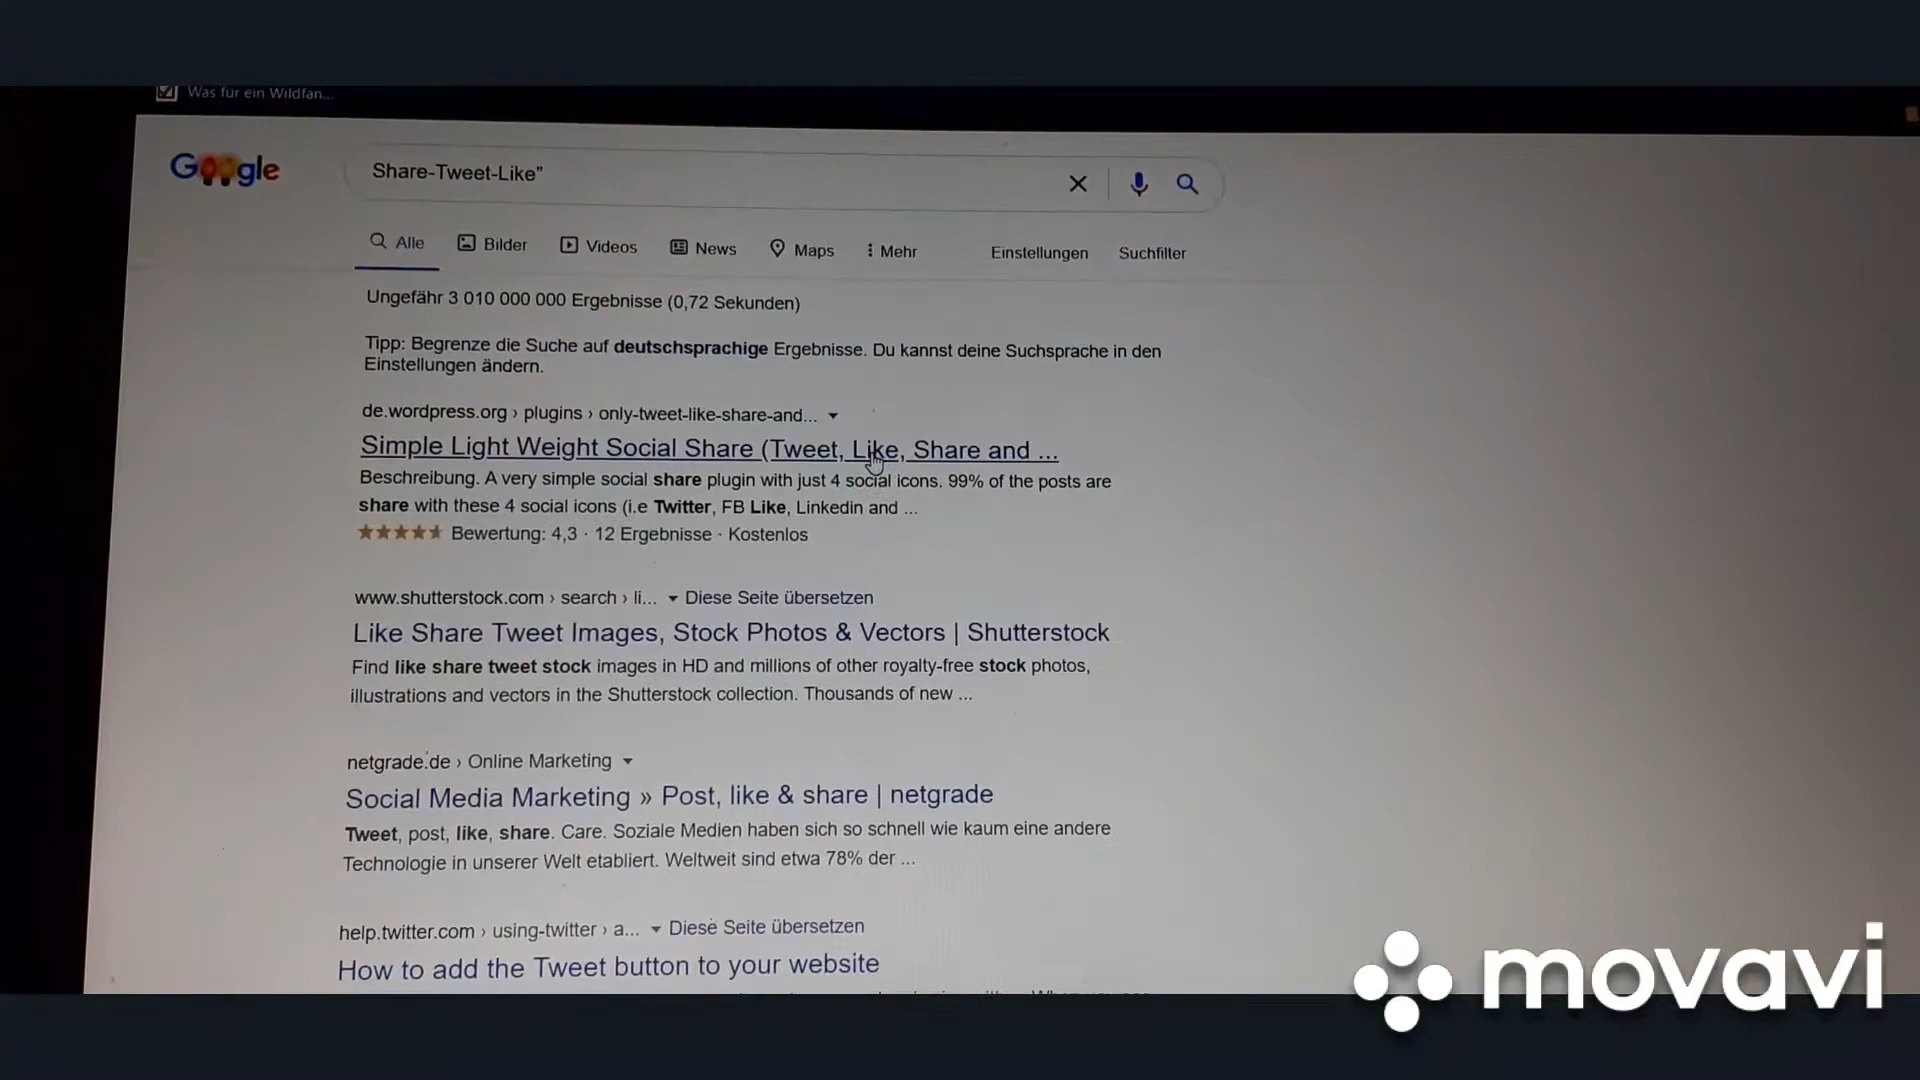 Was für ein Wildfan...
Google
Share-Tweet-Like"
Alle Bilder Videos News Maps Mehr Einstellungen Suchfilter
Ungefähr 3 010 000 000 Ergebnisse (0,72 Sekunden)
Tipp: Begrenze die Suche auf deutschsprachige Ergebnisse. Du kannst deine Suchsprache in den
Einstellungen ändern.
de.wordpress.org › plugins › only-tweet-like-share-and...
Simple Light Weight Social Share (Tweet, Like, Share and ...
Beschreibung. A very simple social share plugin with just 4 social icons. 99% of the posts are
share with these 4 social icons (i.e Twitter, FB Like, Linkedin and ...
Bewertung: 4,3 · 12 Ergebnisse · Kostenlos
www.shutterstock.com › search › li... Diese Seite übersetzen
Like Share Tweet Images, Stock Photos & Vectors | Shutterstock
Find like share tweet stock images in HD and millions of other royalty-free stock photos,
illustrations and vectors in the Shutterstock collection. Thousands of new ...
netgrade.de › Online Marketing
Social Media Marketing » Post, like & share | netgrade
Tweet, post, like, share. Care. Soziale Medien haben sich so schnell wie kaum eine andere
Technologie in unserer Welt etabliert. Weltweit sind etwa 78% der ...
help.twitter.com › using-twitter › a... Diese Seite übersetzen
How to add the Tweet button to your website
movavi